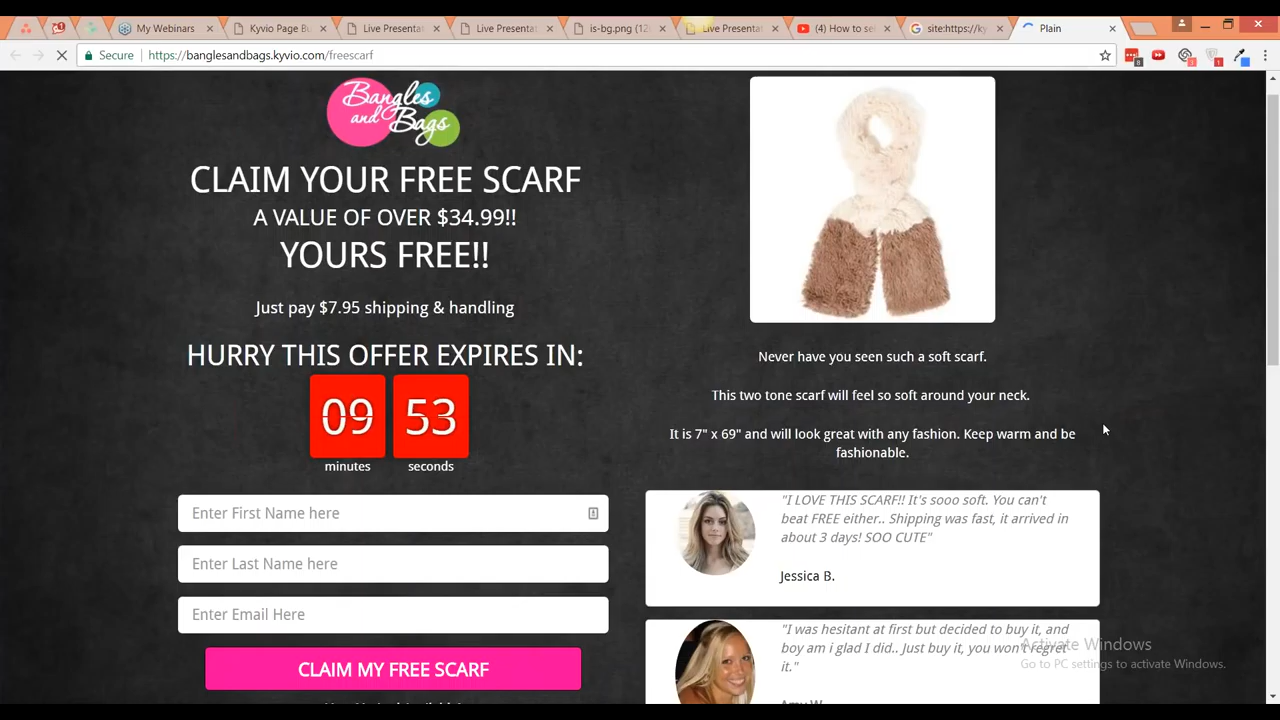 My Webinars
Kyvio Page Bu
Live Presenta
Live Presenta
is-bg.png (12
Live Presenta
(4) How to se
site:https://ky
Plain
Secure
https://banglesandbags.kyvio.com/freescarf
Bangles
and
Bags
CLAIM YOUR FREE SCARF
A VALUE OF OVER $34.99!!
YOURS FREE!!
Just pay $7.95 shipping & handling
HURRY THIS OFFER EXPIRES IN:
09 53
minutes seconds
Enter First Name here
Enter Last Name here
Enter Email Here
CLAIM MY FREE SCARF
Never have you seen such a soft scarf.
This two tone scarf will feel so soft around your neck.
It is 7" x 69" and will look great with any fashion. Keep warm and be
fashionable.
"I LOVE THIS SCARF!! It's sooo soft. You can't
beat FREE either.. Shipping was fast, it arrived in
about 3 days! SOO CUTE"
Jessica B.
"I was hesitant at first but decided to buy it, and
boy am i glad I did.. Just buy it, you won't regret
it."
Amy W.
Activate Windows
Go to PC settings to activate Windows.